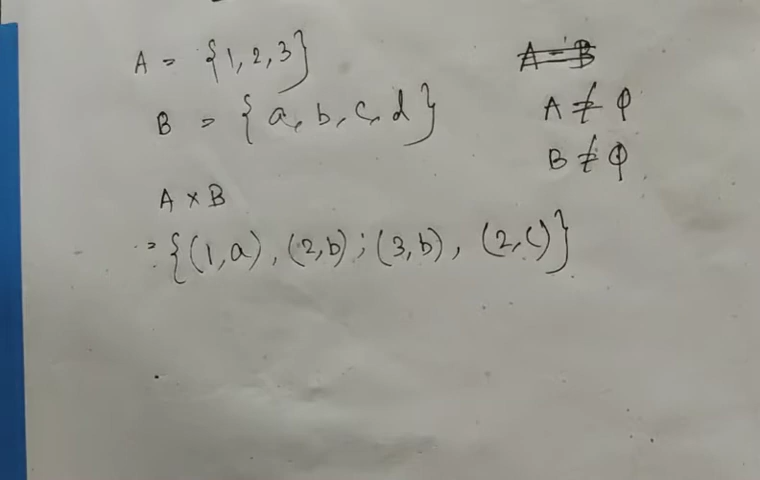 A = {1, 2, 3}
B = {a, b, c, d}
A = B
A ≠ φ
B ≠ φ
A × B
= {(1, a), (2, b); (3, b), (2, c)}